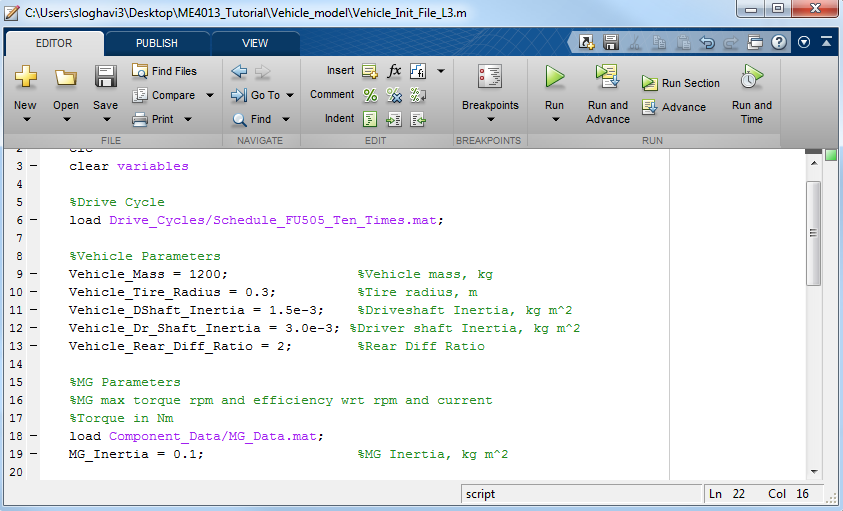 C:\Users\sloghavi3\Desktop\ME4013_Tutorial\Vehicle_model\Vehicle_Init_File_L3.m
EDITOR PUBLISH VIEW
New Open Save Find Files Compare Print
FILE
Go To Find
NAVIGATE
Insert fx
Comment
Indent
EDIT
Breakpoints
BREAKPOINTS
Run Run and Advance Run Section Advance Run and Time
RUN
2 clc
3 clear variables
4
5 %Drive Cycle
6 load Drive_Cycles/Schedule_FU505_Ten_Times.mat;
7
8 %Vehicle Parameters
9 Vehicle_Mass = 1200; %Vehicle mass, kg
10 Vehicle_Tire_Radius = 0.3; %Tire radius, m
11 Vehicle_DShaft_Inertia = 1.5e-3; %Driveshaft Inertia, kg m^2
12 Vehicle_Dr_Shaft_Inertia = 3.0e-3; %Driver shaft Inertia, kg m^2
13 Vehicle_Rear_Diff_Ratio = 2; %Rear Diff Ratio
14
15 %MG Parameters
16 %MG max torque rpm and efficiency wrt rpm and current
17 %Torque in Nm
18 load Component_Data/MG_Data.mat;
19 MG_Inertia = 0.1; %MG Inertia, kg m^2
20
script Ln 22 Col 16